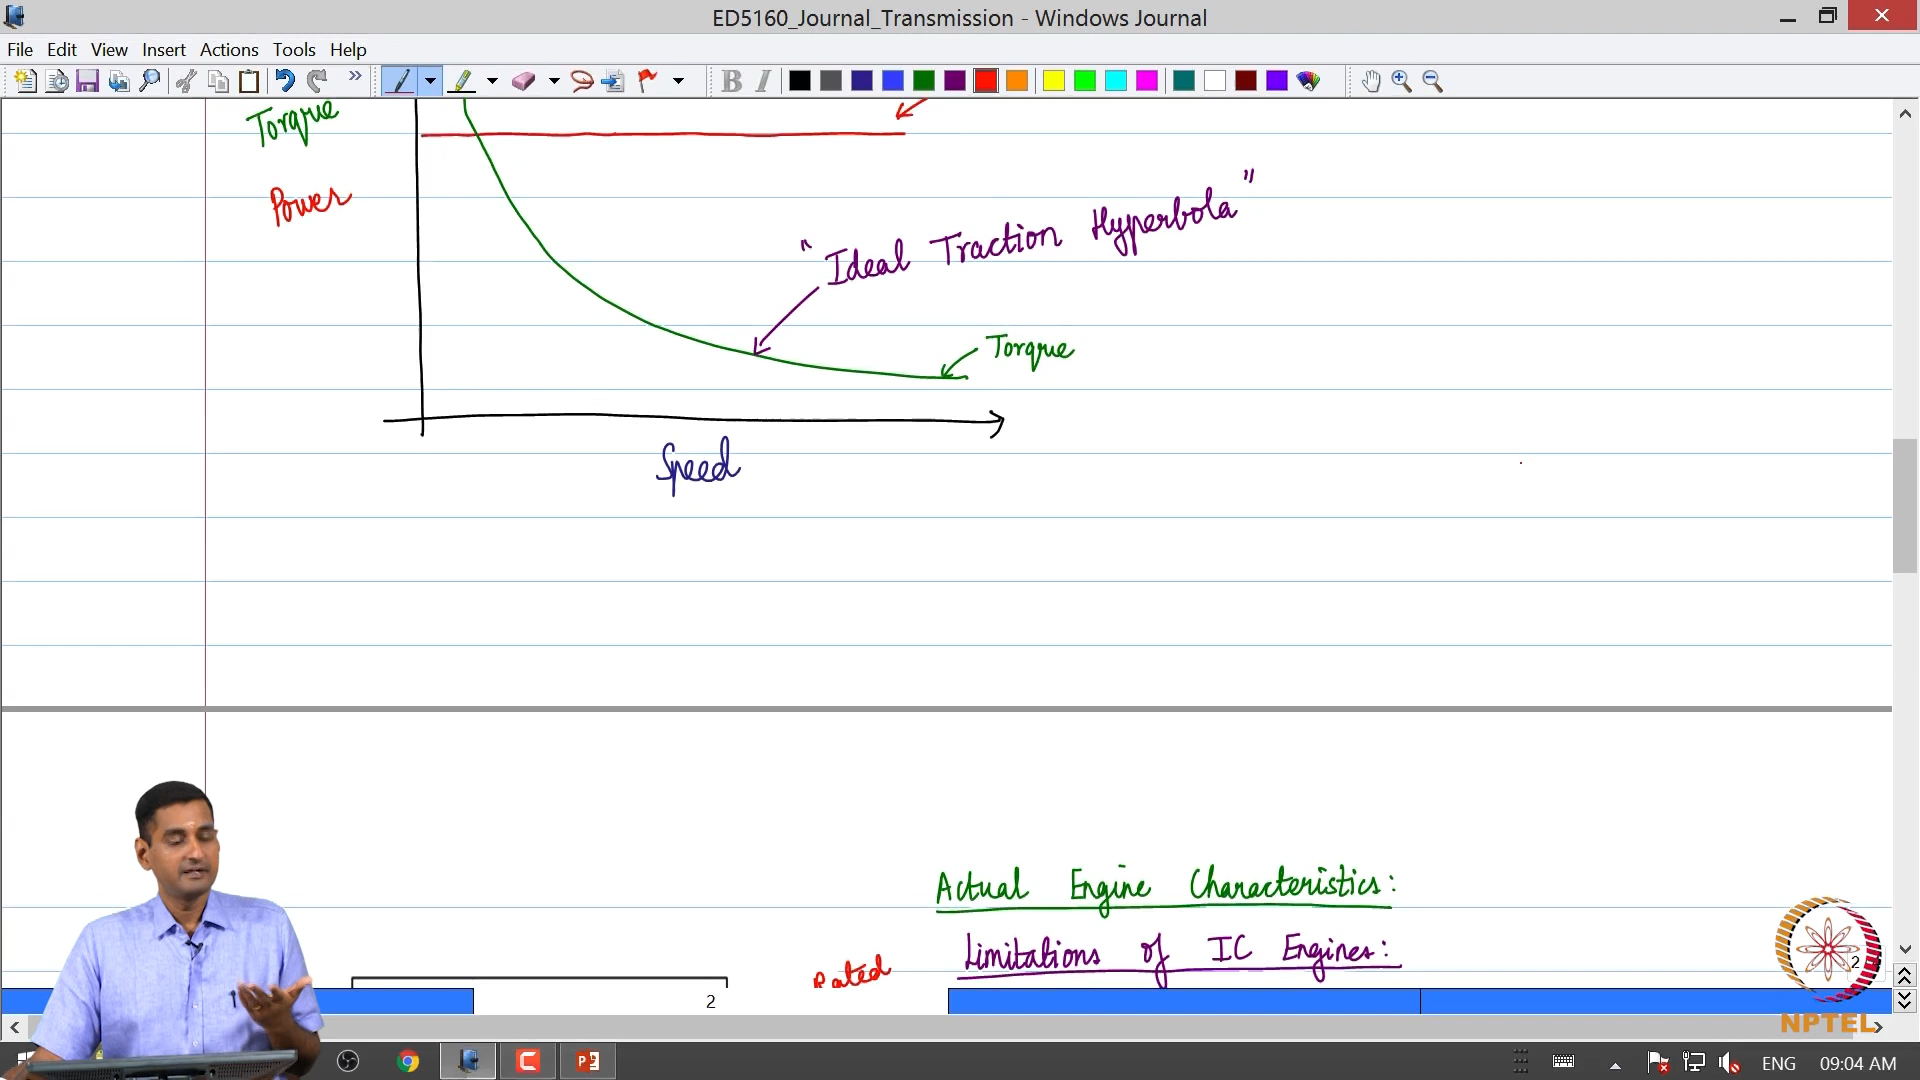 ED5160_Journal_Transmission - Windows Journal
File Edit View Insert Actions Tools Help
B I
Torque
Power
" Ideal Traction Hyperbola "
Torque
Speed
Actual Engine Characteristics:
Limitations of IC Engines:
Rated
2
2
NPTEL
ENG 09:04 AM